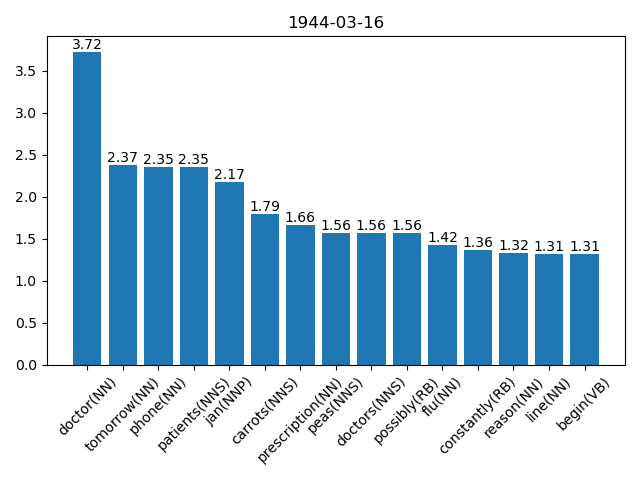 1944-03-16
3.72
2.37
2.35
2.35
2.17
1.79
1.66
1.56
1.56
1.56
1.42
1.36
1.32
1.31
1.31
3.5
3.0
2.5
2.0
1.5
1.0
0.5
0.0
doctor(NN)
tomorrow(NN)
phone(NN)
patients(NNS)
jan(NNP)
carrots(NNS)
prescription(NN)
peas(NNS)
doctors(NNS)
possibly(RB)
flu(NN)
constantly(RB)
reason(NN)
line(NN)
begin(VB)